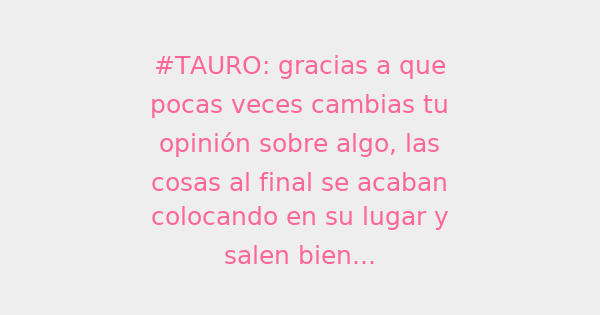 #TAURO: gracias a que
pocas veces cambias tu
opinión sobre algo, las
cosas al final se acaban
colocando en su lugar y
salen bien...